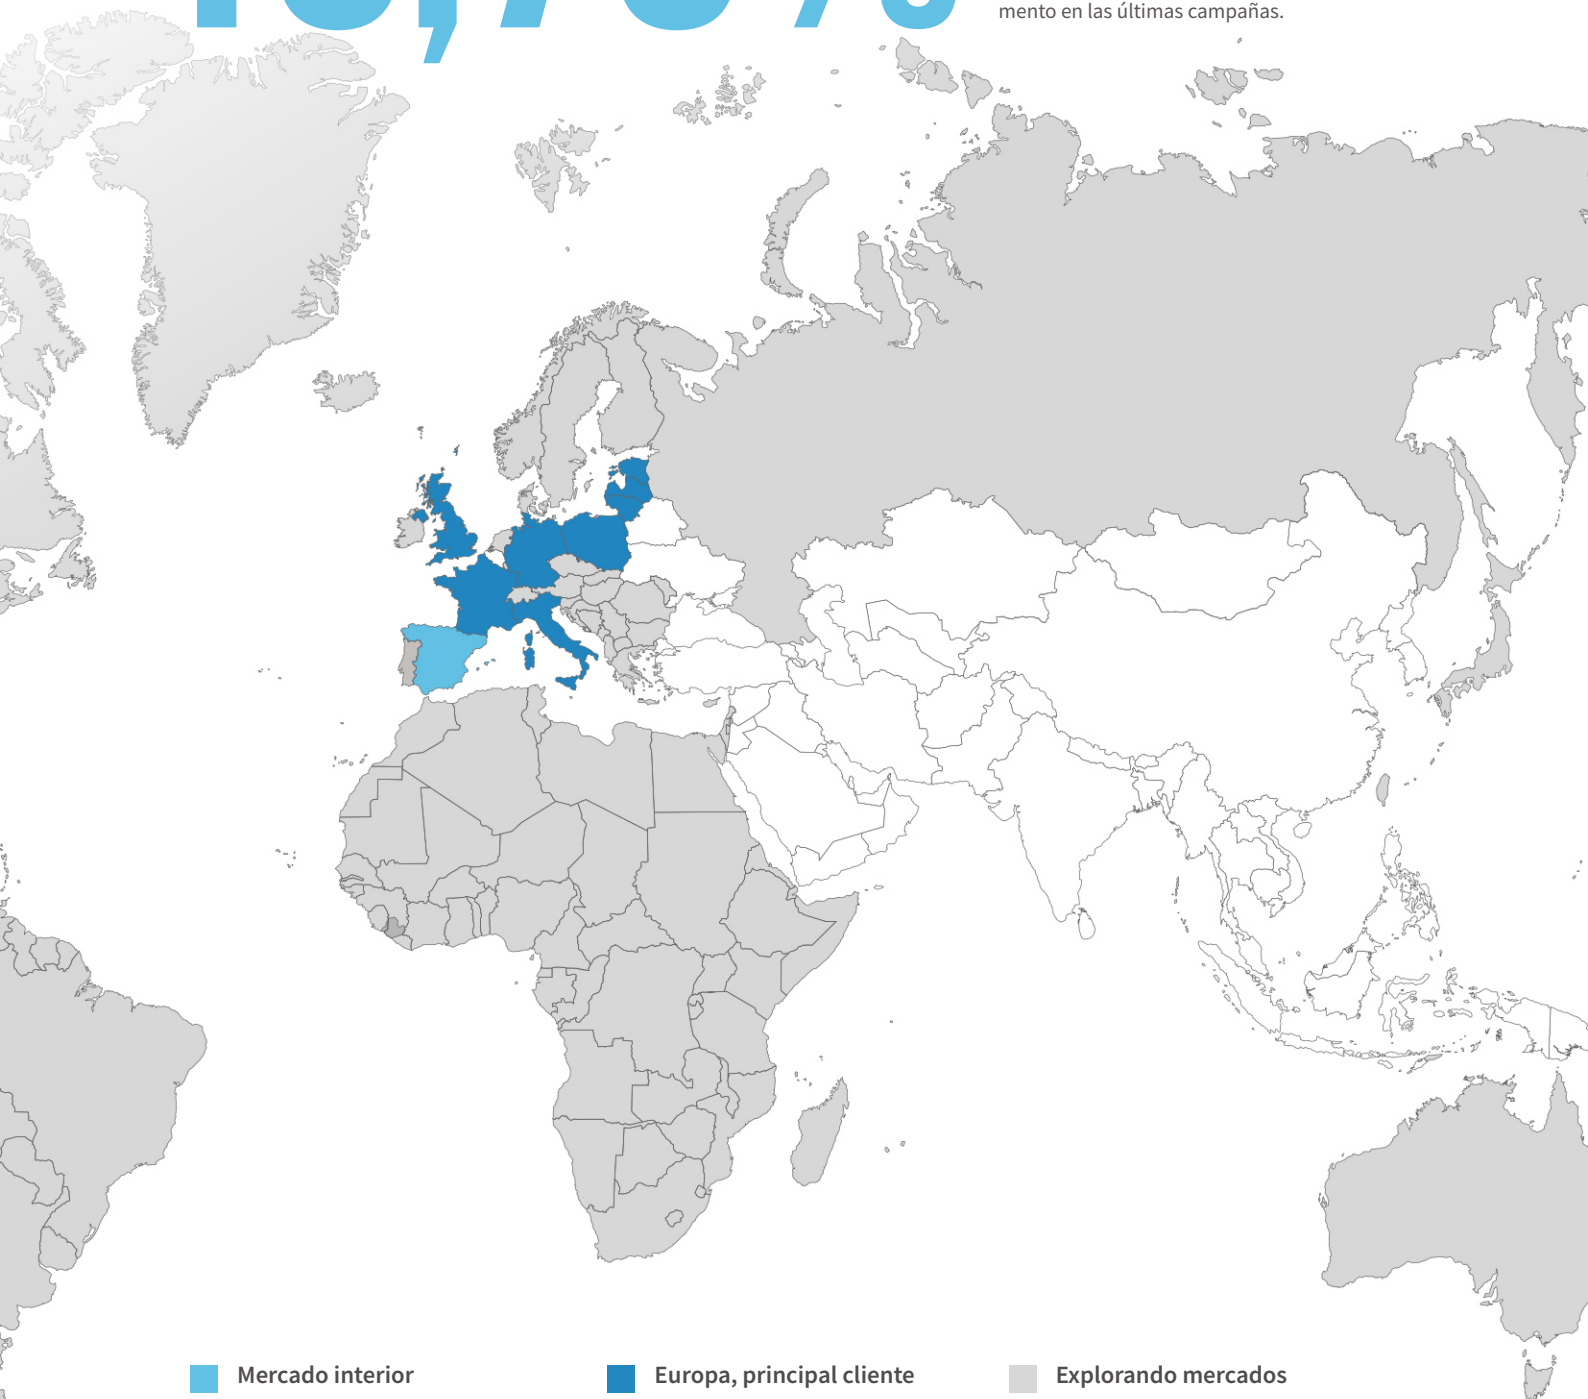 mento en las últimas campañas.
Mercado interior
Europa, principal cliente
Explorando mercados